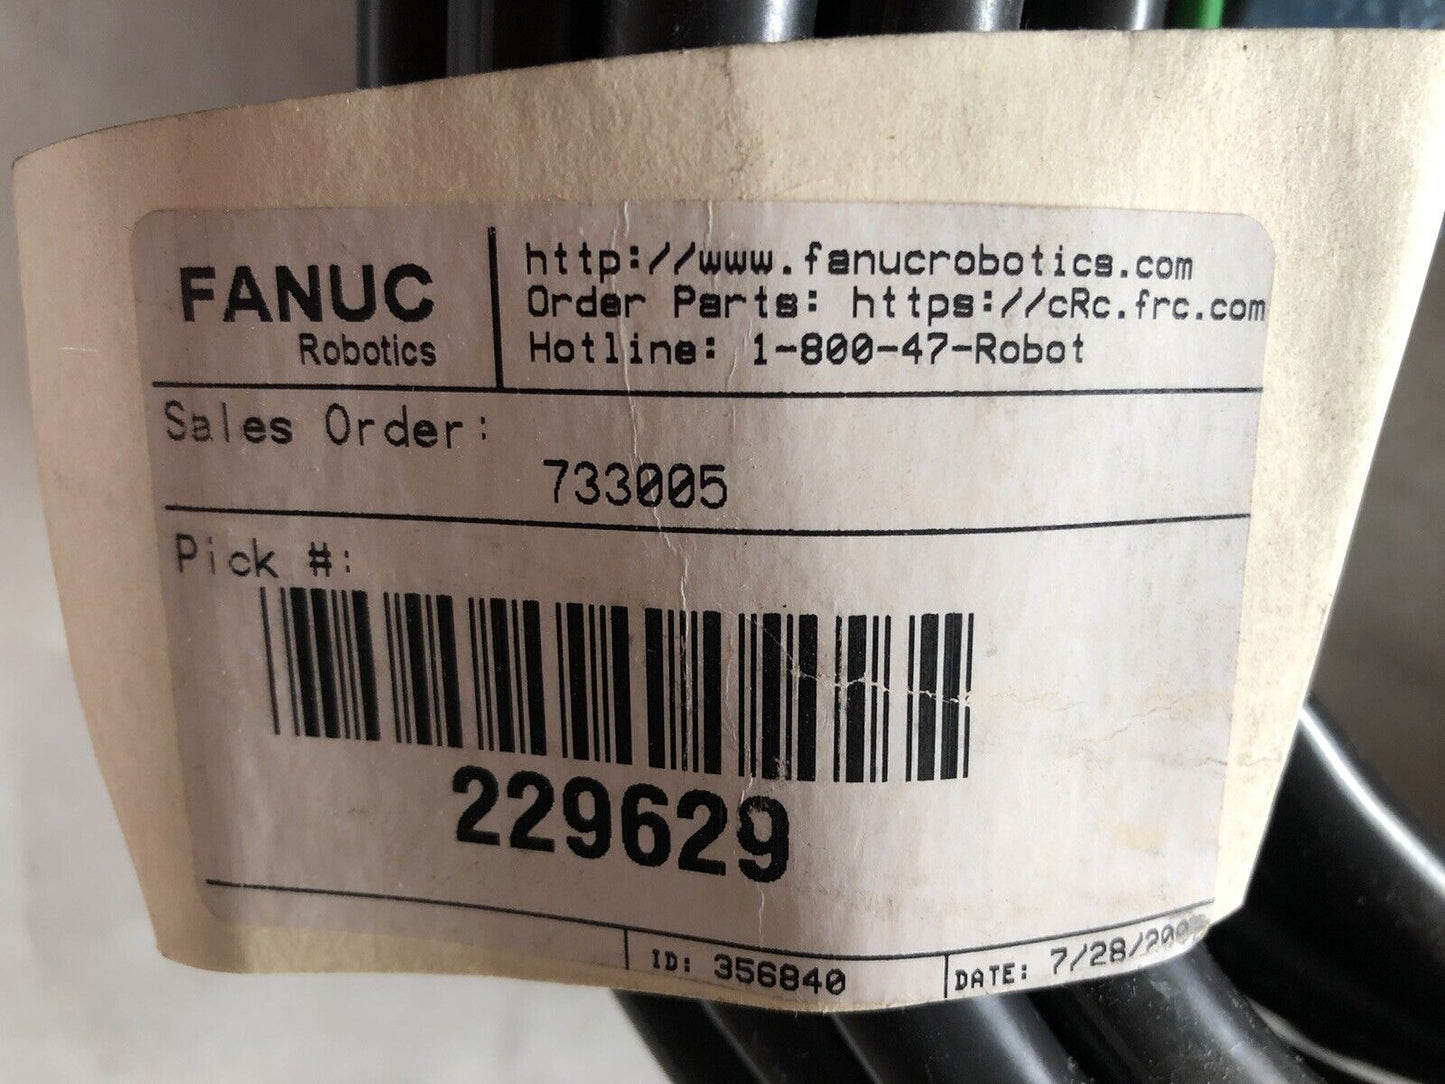 FANUC
Robotics
http://www.fanucrobotics.com
Order Parts: https://cRc.frc.com
Hotline: 1-800-47-Robot
Sales Order:
733005
Pick #:
229629
ID: 356840
DATE: